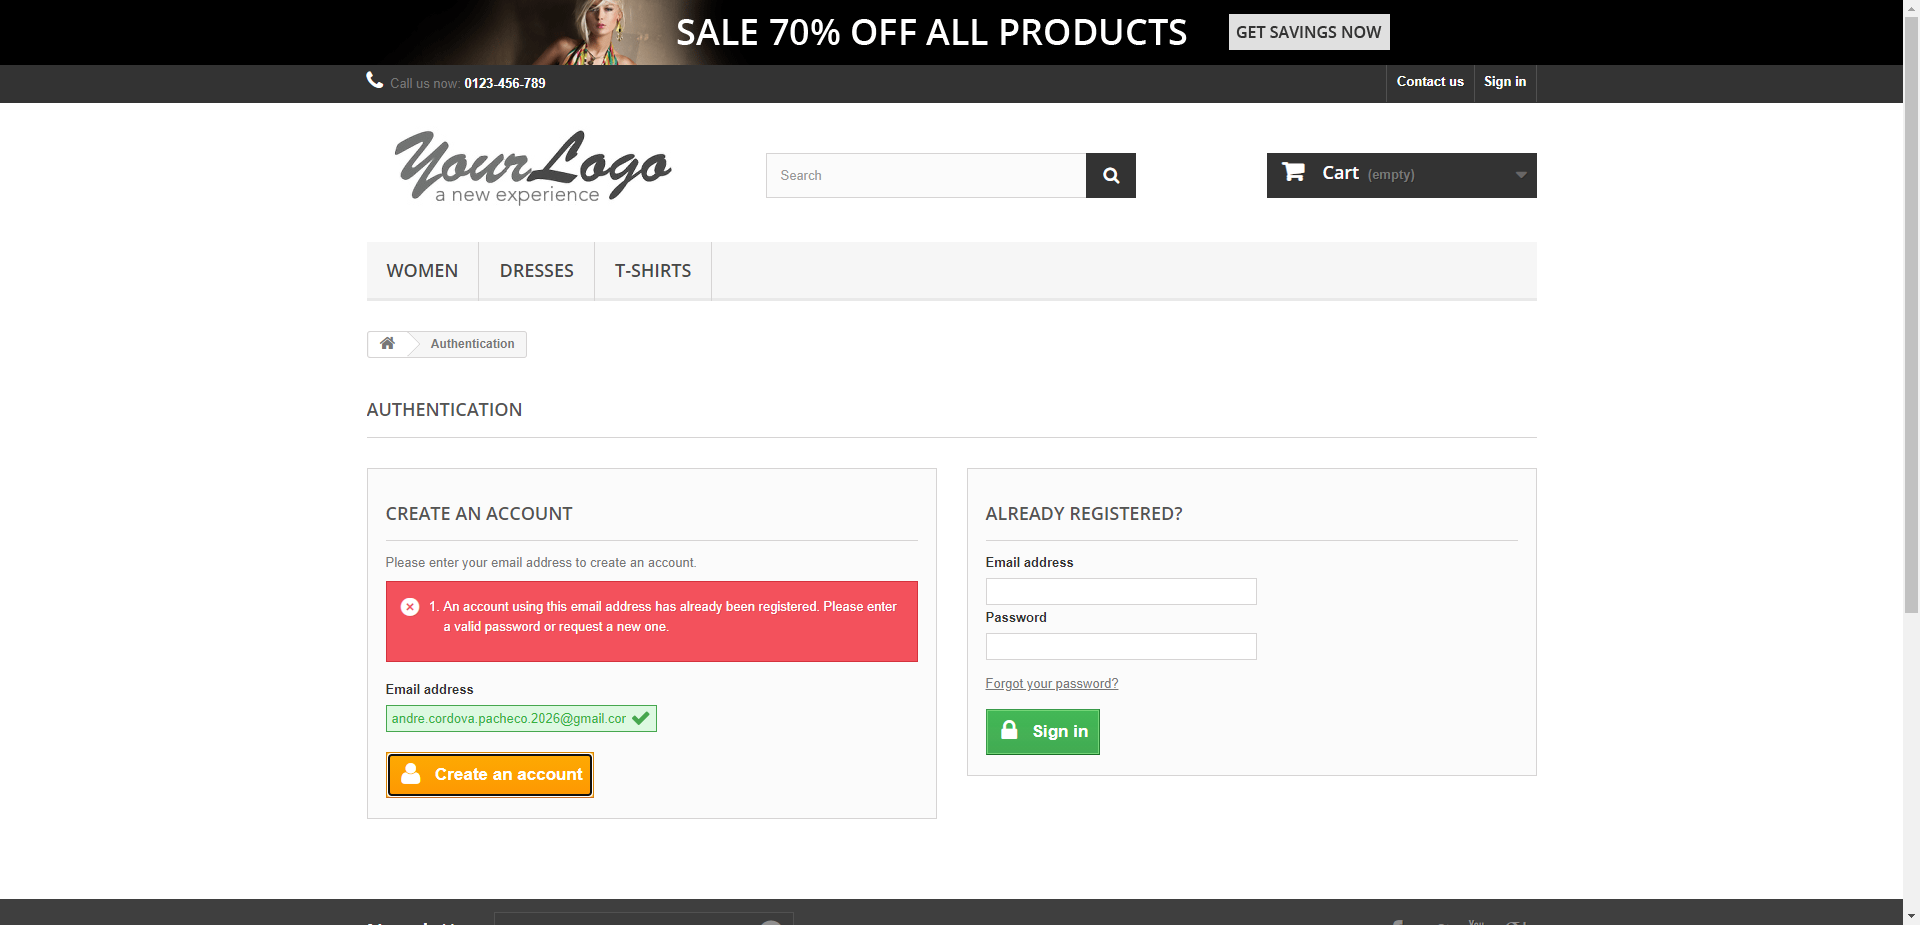 SALE 70% OFF ALL PRODUCTS
GET SAVINGS NOW
Call us now: 0123-456-789
Contact us
Sign in
YourLogo
a new experience
Search
Cart (empty)
WOMEN
DRESSES
T-SHIRTS
Authentication
AUTHENTICATION
CREATE AN ACCOUNT
Please enter your email address to create an account.
1. An account using this email address has already been registered. Please enter
a valid password or request a new one.
Email address
andre.cordova.pacheco.2026@gmail.cor
Create an account
ALREADY REGISTERED?
Email address
Password
Forgot your password?
Sign in